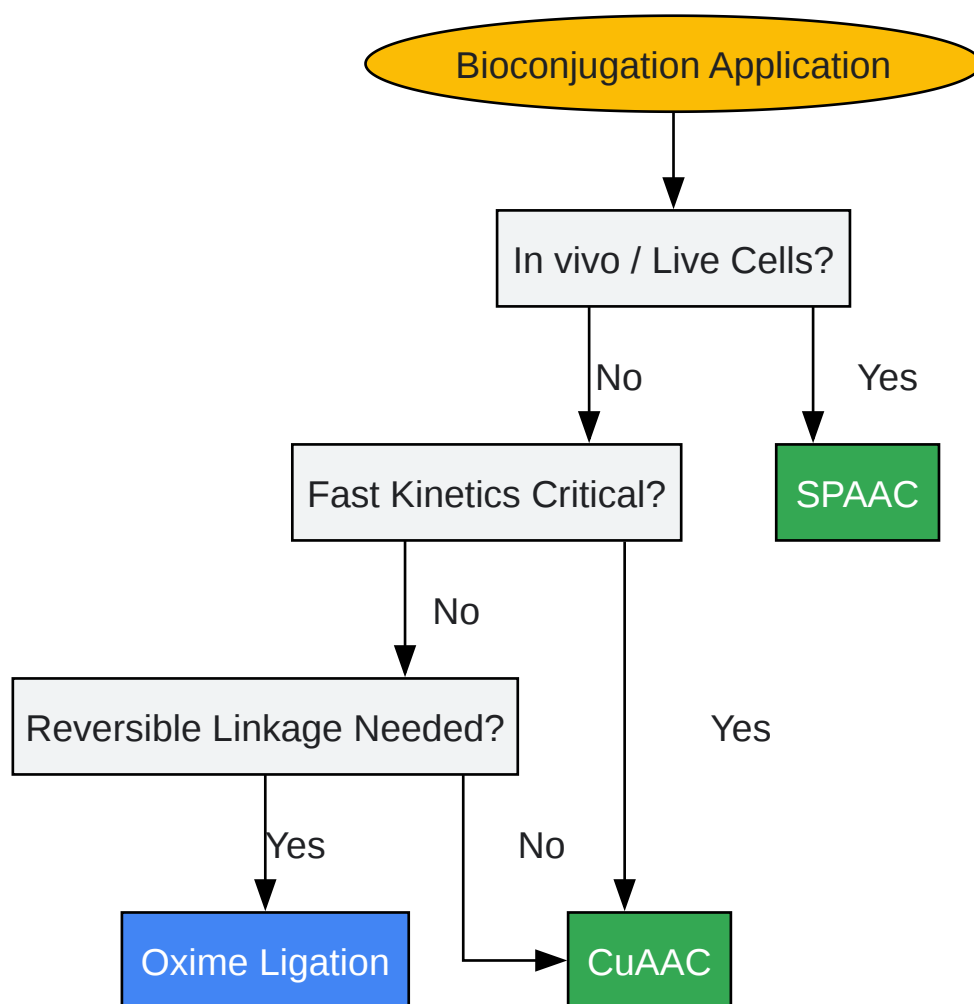 Bioconjugation Application
In vivo / Live Cells?
No
Yes
Fast Kinetics Critical?
SPAAC
No
Reversible Linkage Needed?
Yes
Yes
No
Oxime Ligation
CuAAC